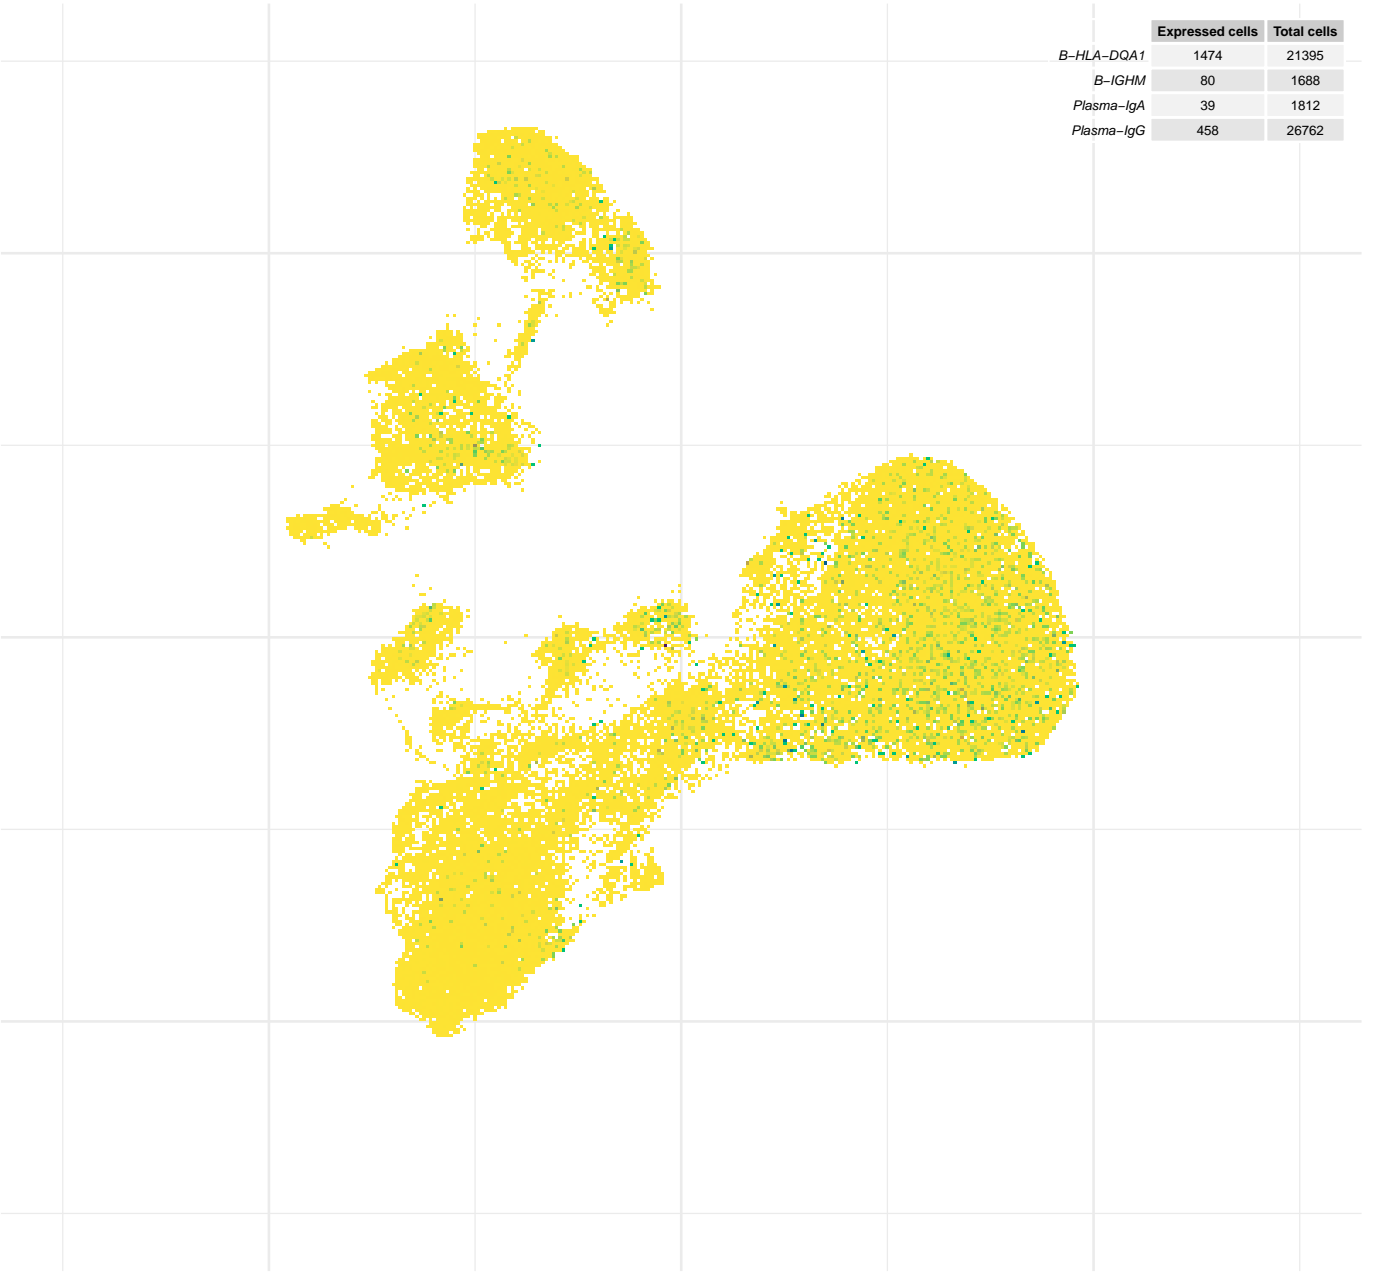 Expressed cells Total cells
B−HLA−DQA1 1474 21395
B−IGHM 80 1688
Plasma−IgA 39 1812
Plasma−IgG 458 26762